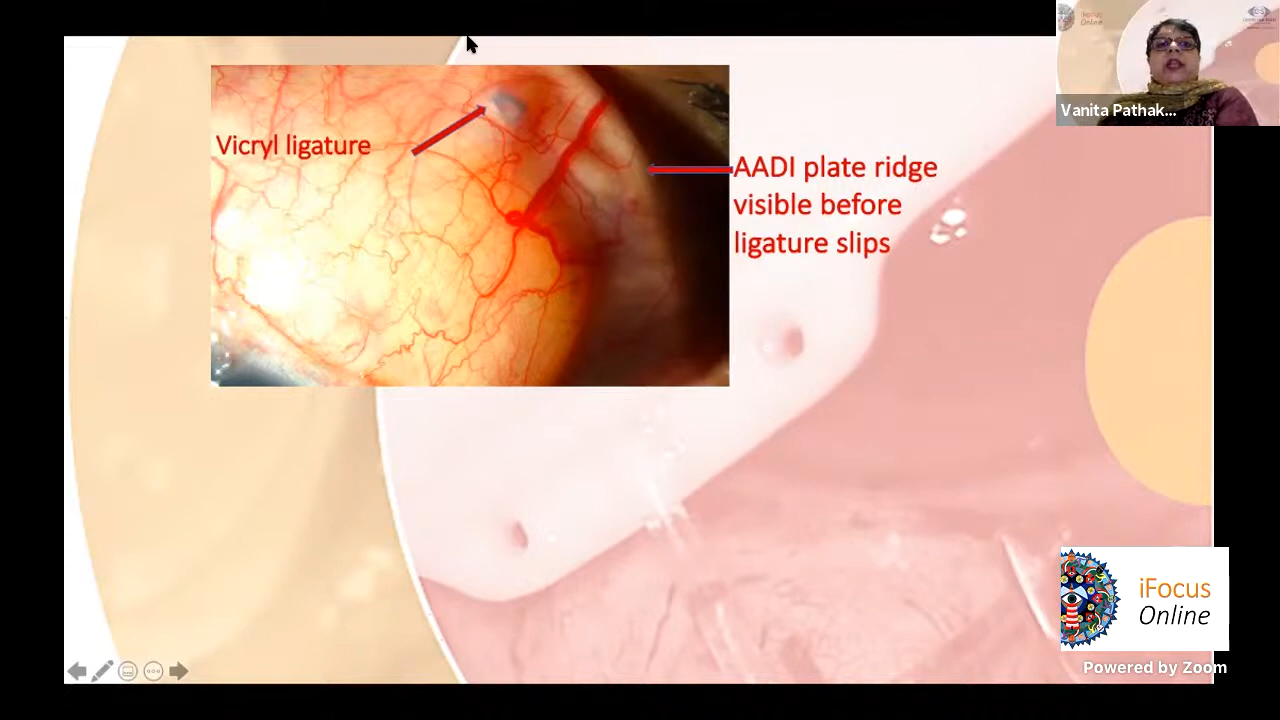 Vicryl ligature
AADI plate ridge
visible before
ligature slips
Vanita Pathak...
iFocus
Online
Powered by Zoom